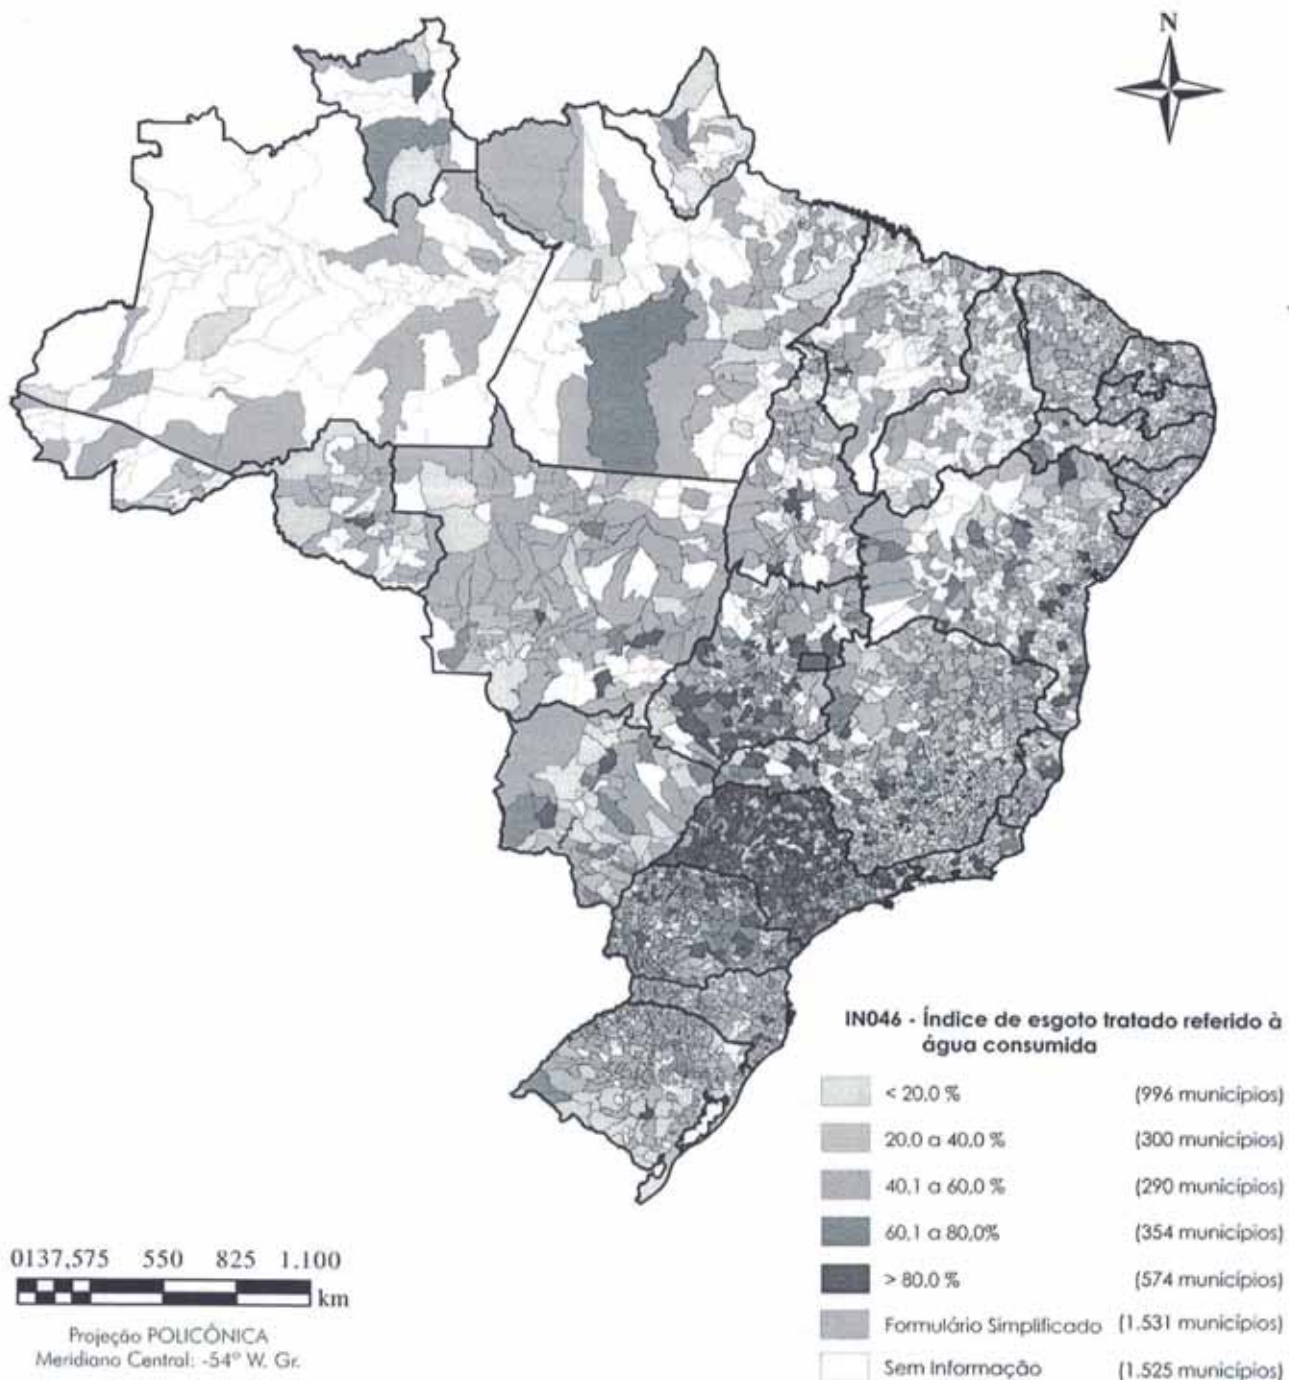 N
IN046 - Índice de esgoto tratado referido à
água consumida
< 20,0 % (996 municípios)
20,0 a 40,0 % (300 municípios)
40,1 a 60,0 % (290 municípios)
60,1 a 80,0% (354 municípios)
> 80,0 % (574 municípios)
Formulário Simplificado (1.531 municípios)
Sem Informação (1.525 municípios)
0137,575 550 825 1.100
km
Projeção POLICÔNICA
Meridiano Central: -54º W. Gr.